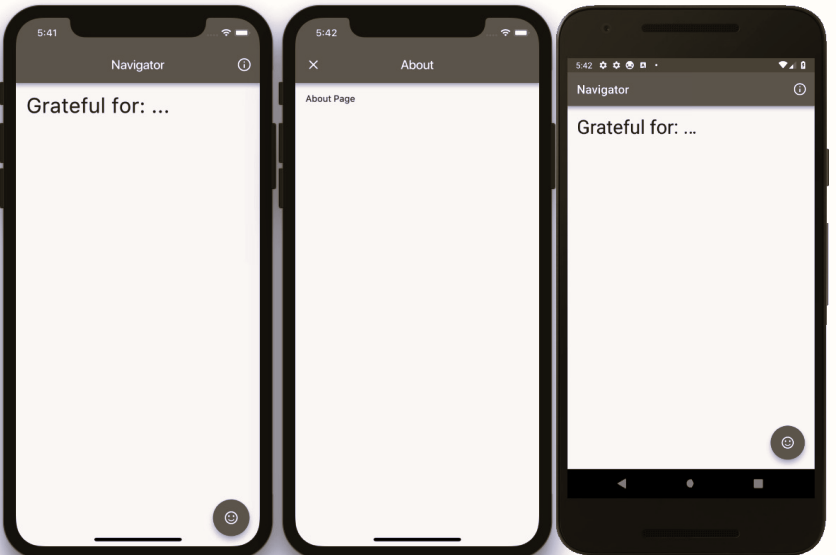 5:41
Navigator
Grateful for: ...
5:42
About
About Page
5:42
Navigator
Grateful for: ...